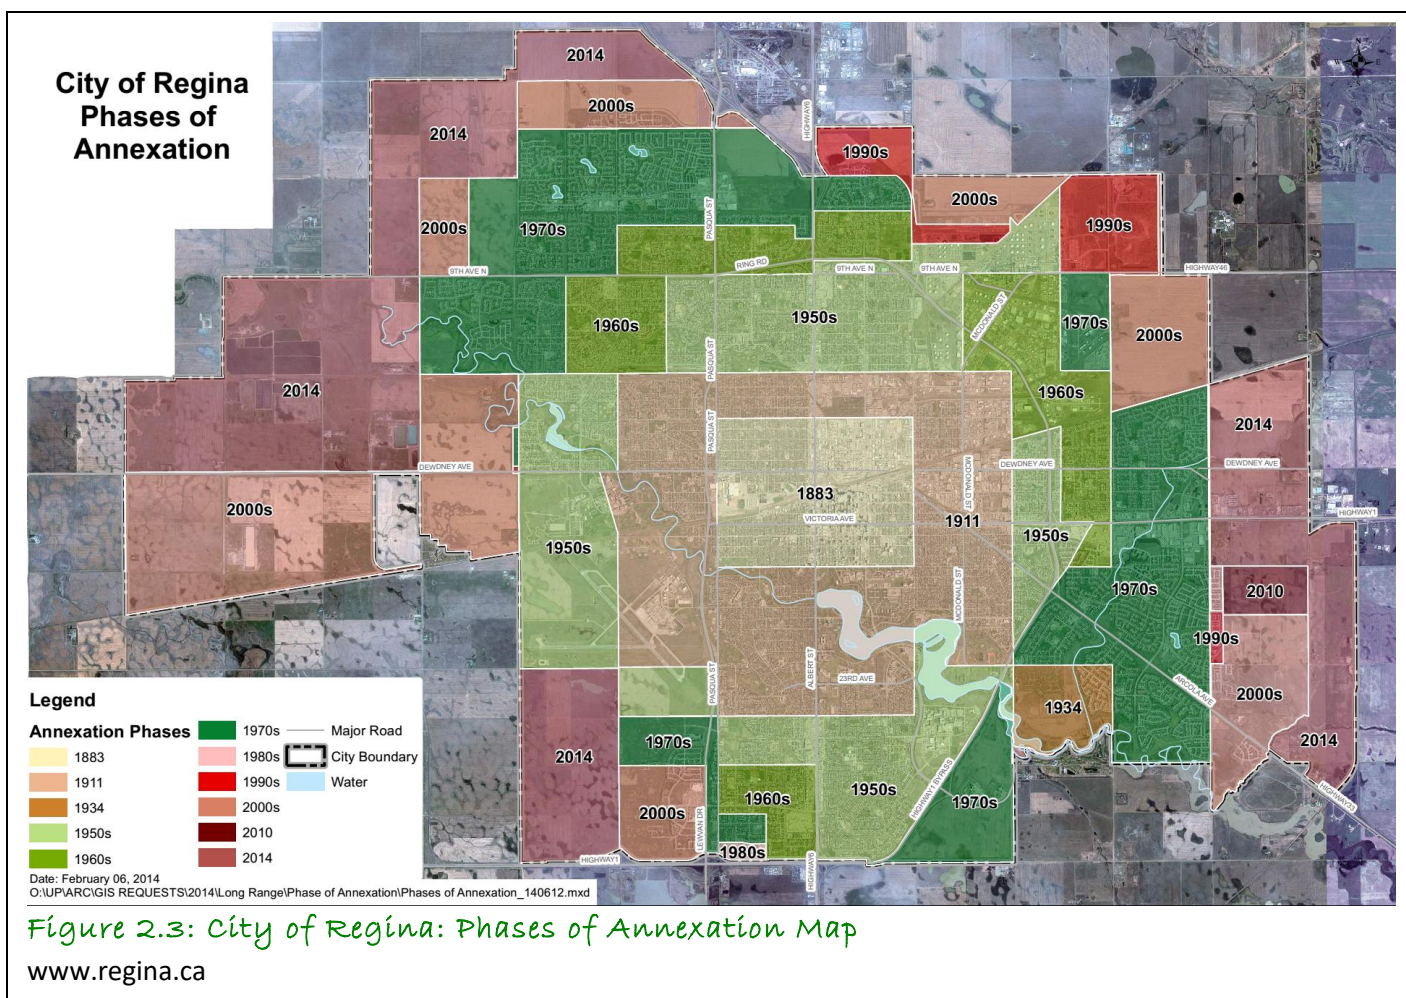 City of Regina
Phases of
Annexation
2014
2000s
2014
1990s
2000s
2000s
1970s
1990s
HIGHWAY6
PASQUA ST
RING RD
9TH AVE N
9TH AVE N
9TH AVE N
HIGHWAY46
MCDONALD ST
1960s
1950s
1970s
2000s
PASQUA ST
2014
1960s
2014
PASQUA ST
DEWDNEY AVE
DEWDNEY AVE
DEWDNEY AVE
MCDONALD ST
2000s
1883
VICTORIA AVE
1911
HIGHWAY1
1950s
1950s
1970s
MCDONALD ST
2010
1990s
ALBERT ST
PASQUA ST
23RD AVE
ARCOLA AVE
2000s
1934
1970s
2014
2014
1950s
HIGHWAY1 BYPASS
1960s
1970s
2000s
LEWVAN DR
1980s
HIGHWAY1
HIGHWAY6
HIGHWAY33
N
W E
Legend
Annexation Phases
1883
1911
1934
1950s
1960s
1970s
1980s
1990s
2000s
2010
2014
Major Road
City Boundary
Water
Date: February 06, 2014
O:\UP\ARC\GIS REQUESTS\2014\Long Range\Phase of Annexation\Phases of Annexation_140612.mxd
Figure 2.3: City of Regina: Phases of Annexation Map
www.regina.ca